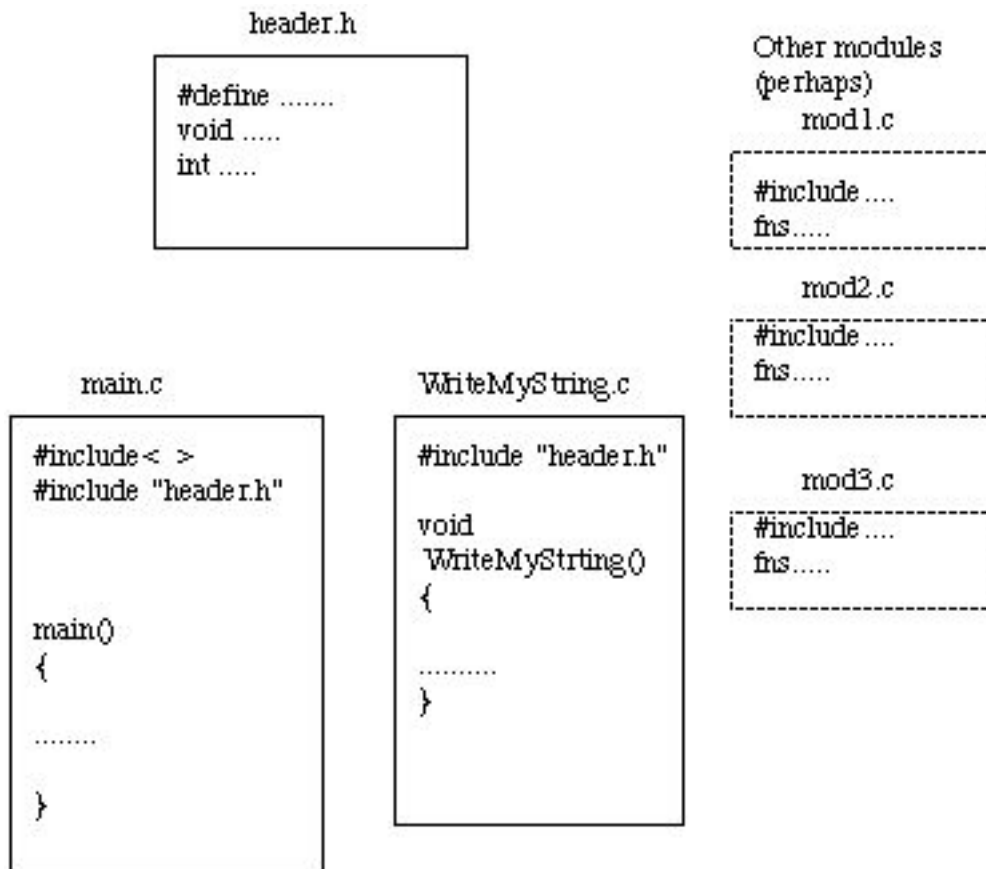 header.h
#define .......
void .....
int .....
Other modules
(perhaps)
mod1.c
#include ....
fns.....
mod2.c
#include ....
fns.....
mod3.c
#include ....
fns.....
main.c
#include< >
#include "header.h"
main()
{
........
}
WriteMyString.c
#include "header.h"
void
WriteMyStrting()
{
..........
}